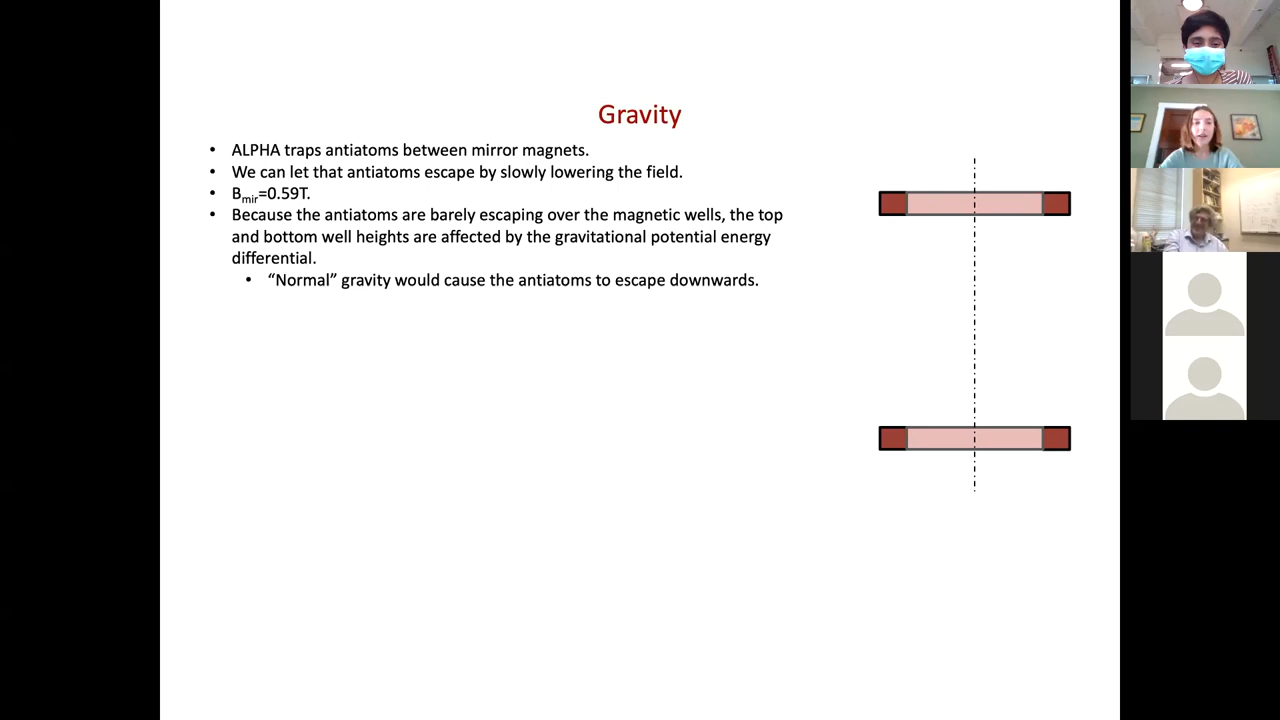 Gravity
• ALPHA traps antiatoms between mirror magnets.
• We can let that antiatoms escape by slowly lowering the field.
• Bmir=0.59T.
• Because the antiatoms are barely escaping over the magnetic wells, the top
and bottom well heights are affected by the gravitational potential energy
differential.
• “Normal” gravity would cause the antiatoms to escape downwards.